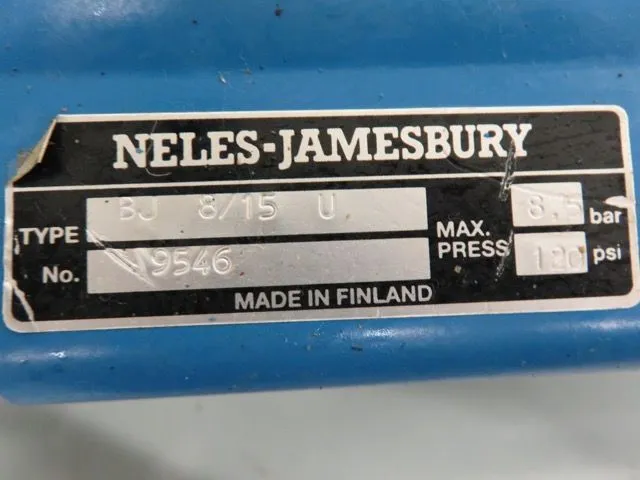 NELES-JAMESBURY
TYPE BJ 8/15 U MAX. PRESS 8.5 bar
No. 9546 120 psi
MADE IN FINLAND